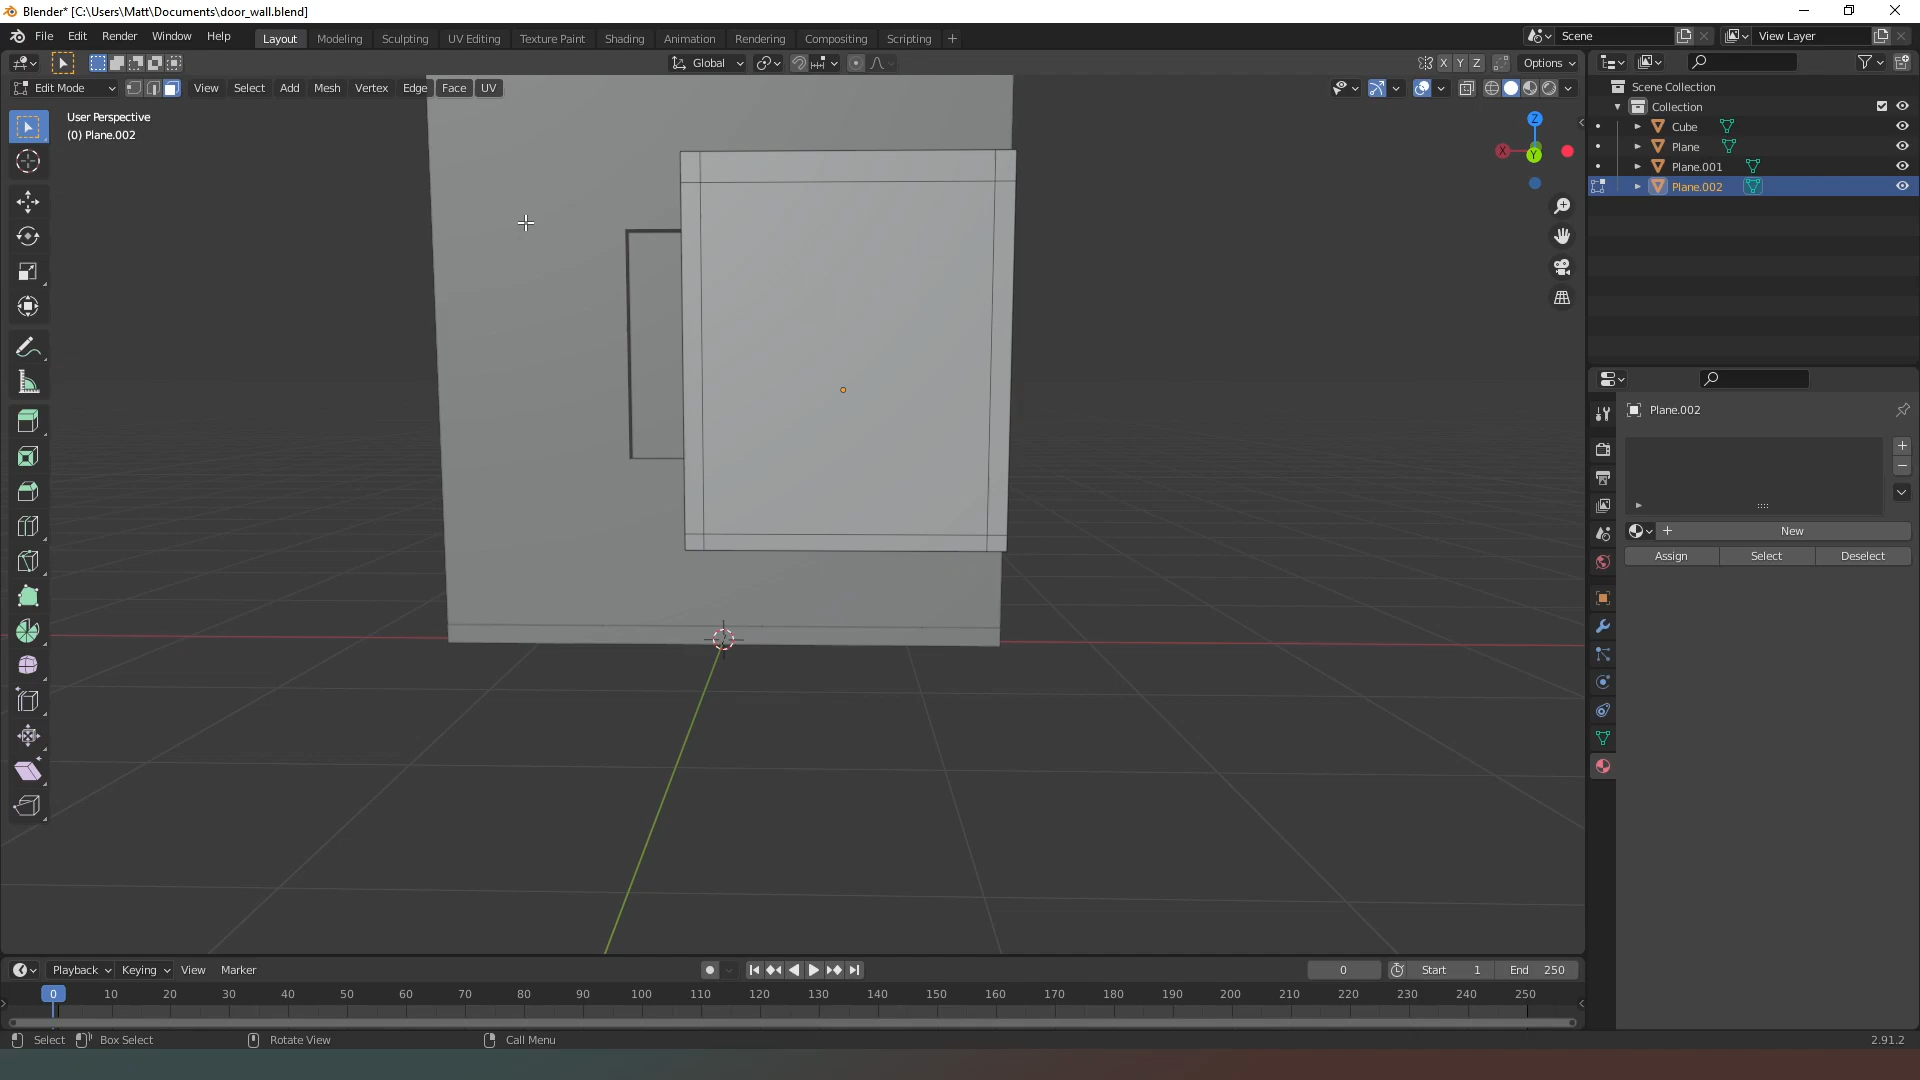 Blender* [C:\Users\Matt\Documents\door_wall.blend]
File Edit Render Window Help Layout Modeling Sculpting UV Editing Texture Paint Shading Animation Rendering Compositing Scripting + Scene View Layer
Global X Y Z Options
Edit Mode View Select Add Mesh Vertex Edge Face UV
User Perspective
(0) Plane.002
Z
X
Y
Scene Collection
Collection
Cube
Plane
Plane.001
Plane.002
Plane.002
New
Assign Select Deselect
Playback Keying View Marker 0 Start 1 End 250
0 10 20 30 40 50 60 70 80 90 100 110 120 130 140 150 160 170 180 190 200 210 220 230 240 250
Select Box Select Rotate View Call Menu 2.91.2